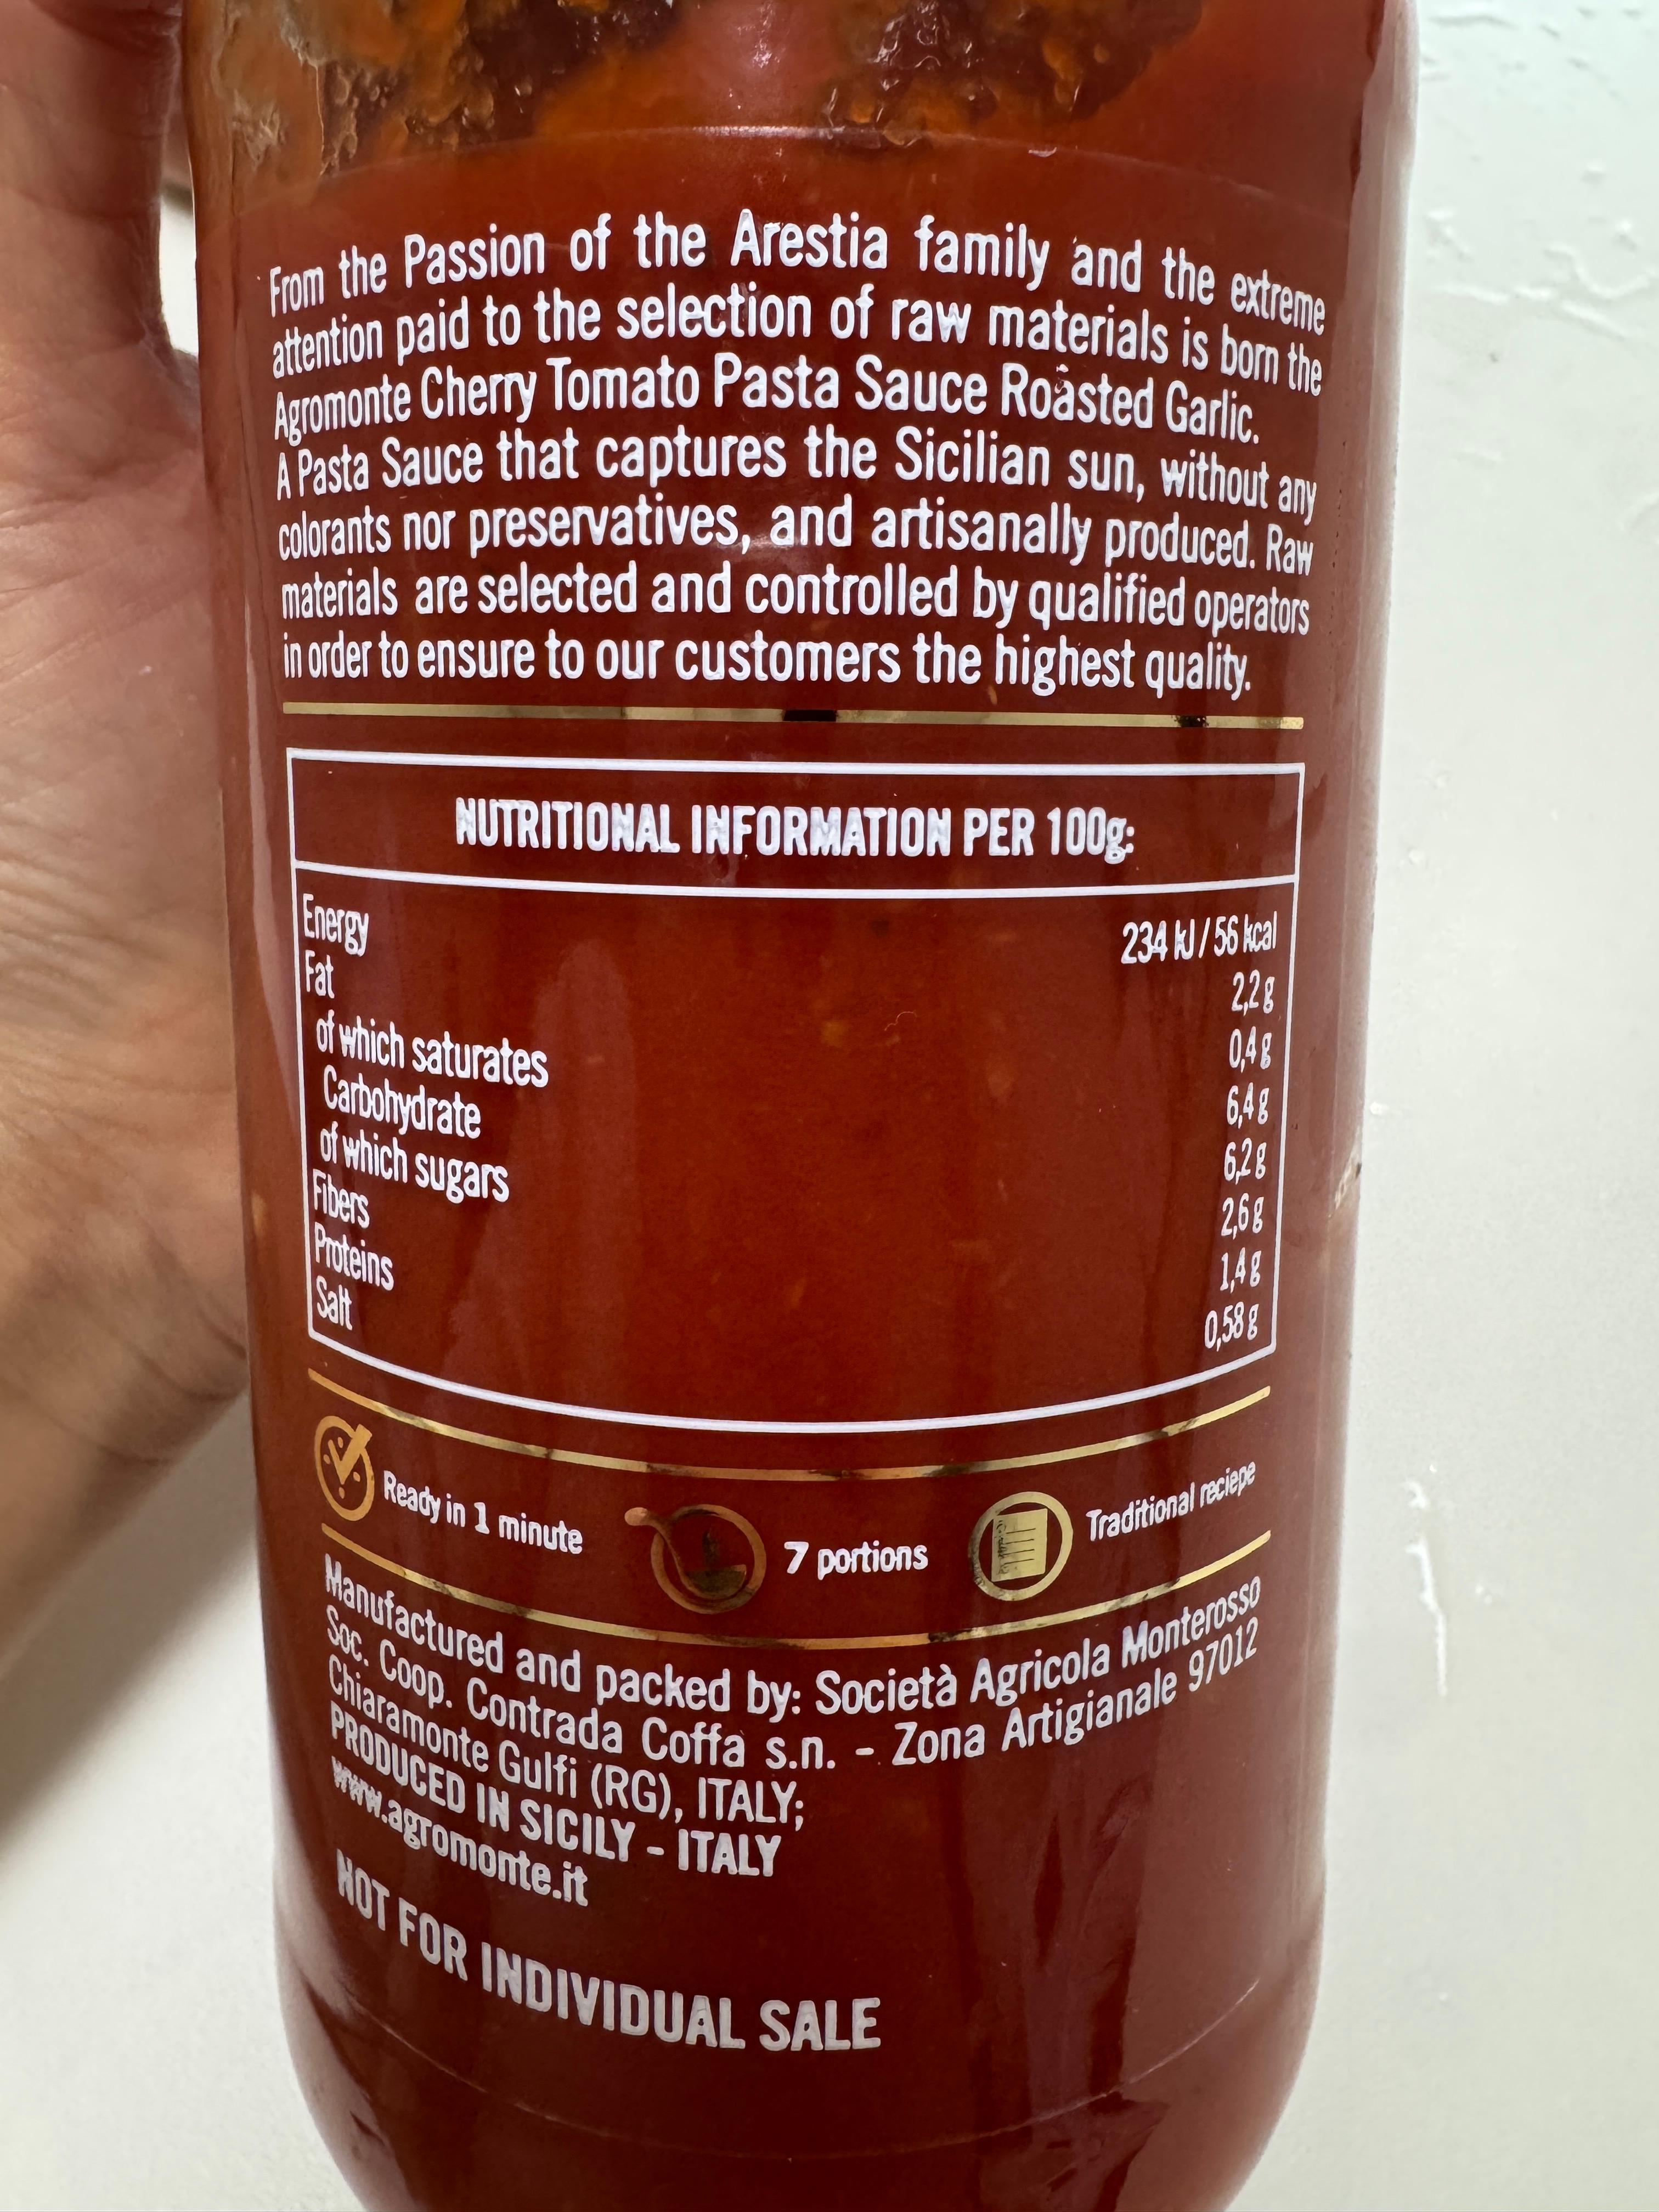 From the Passion of the Arestia family and the extreme
attention paid to the selection of raw materials is born the
Agromonte Cherry Tomato Pasta Sauce Roasted Garlic.
A Pasta Sauce that captures the Sicilian sun, without any
colorants nor preservatives, and artisanally produced. Raw
materials are selected and controlled by qualified operators
in order to ensure to our customers the highest quality.
NUTRITIONAL INFORMATION PER 100g:
Energy 234 kJ/56 kcal
Fat 2,2 g
of which saturates 0,4 g
Carbohydrate 6,4 g
of which sugars 6,2 g
Fibers 2,6 g
Proteins 1,4 g
Salt 0,58 g
Ready in 1 minute 7 portions Traditional reciepe
Manufactured and packed by: Società Agricola Monterosso
Soc. Coop. Contrada Coffa s.n. - Zona Artigianale 97012
Chiaramonte Gulfi (RG), ITALY;
PRODUCED IN SICILY - ITALY
www.agromonte.it
NOT FOR INDIVIDUAL SALE